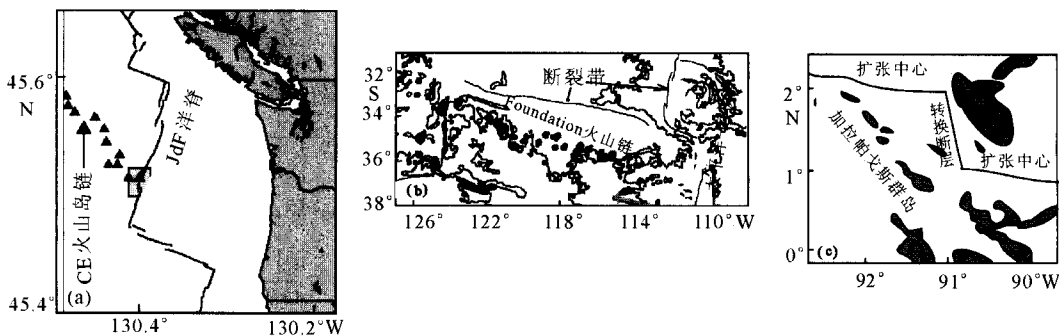 45.6°
N
JdF洋脊
CE火山岛链
(a)
45.4°
130.4°
130.2°W
32°
S
34°
36°
38°
断裂带
Foundation火山链
(b)
126°
122°
118°
114°
110°W
扩张中心
2°
N
转换断层
加拉帕戈斯群岛
扩张中心
1°
0°
(c)
92°
91°
90°W